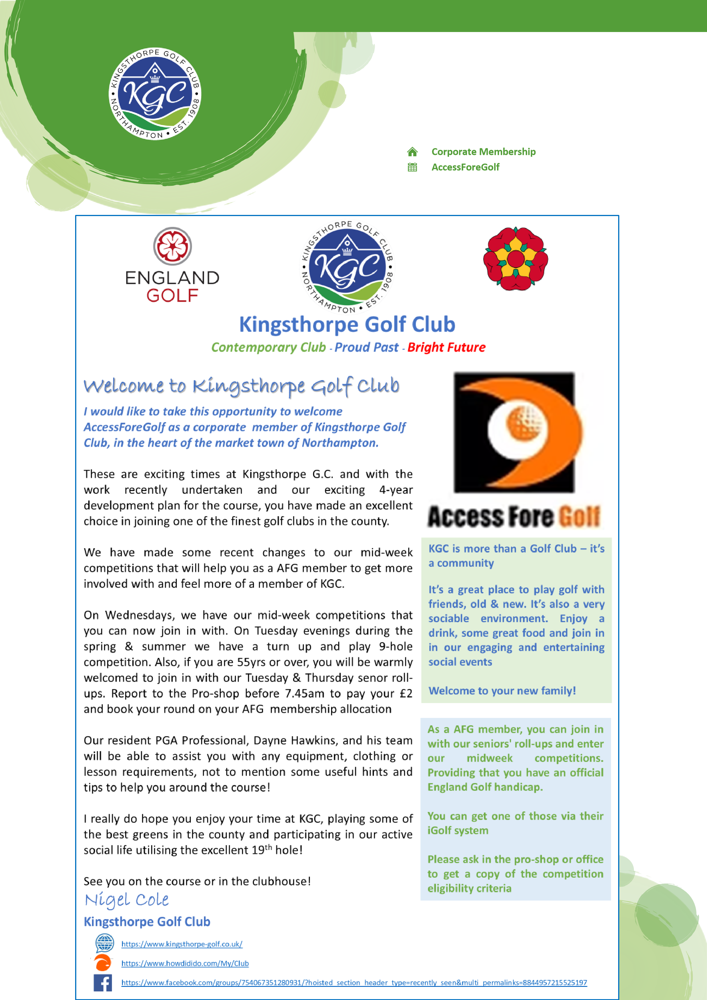 KINGSTHORPE GOLF CLUB
KGC
NORTHAMPTON • EST. 1908
Corporate Membership
AccessForeGolf
ENGLAND
GOLF
KINGSTHORPE GOLF CLUB
KGC
NORTHAMPTON • EST. 1908
Kingsthorpe Golf Club
Contemporary Club - Proud Past - Bright Future
Welcome to Kingsthorpe Golf Club
I would like to take this opportunity to welcome
AccessForeGolf as a corporate member of Kingsthorpe Golf
Club, in the heart of the market town of Northampton.
These are exciting times at Kingsthorpe G.C. and with the
work recently undertaken and our exciting 4-year
development plan for the course, you have made an excellent
choice in joining one of the finest golf clubs in the county.
We have made some recent changes to our mid-week
competitions that will help you as a AFG member to get more
involved with and feel more of a member of KGC.
On Wednesdays, we have our mid-week competitions that
you can now join in with. On Tuesday evenings during the
spring & summer we have a turn up and play 9-hole
competition. Also, if you are 55yrs or over, you will be warmly
welcomed to join in with our Tuesday & Thursday senor roll-
ups. Report to the Pro-shop before 7.45am to pay your £2
and book your round on your AFG membership allocation
Our resident PGA Professional, Dayne Hawkins, and his team
will be able to assist you with any equipment, clothing or
lesson requirements, not to mention some useful hints and
tips to help you around the course!
I really do hope you enjoy your time at KGC, playing some of
the best greens in the county and participating in our active
social life utilising the excellent 19th hole!
See you on the course or in the clubhouse!
Nigel Cole
Kingsthorpe Golf Club
Access Fore Golf
KGC is more than a Golf Club – it's
a community
It's a great place to play golf with
friends, old & new. It's also a very
sociable environment. Enjoy a
drink, some great food and join in
in our engaging and entertaining
social events
Welcome to your new family!
As a AFG member, you can join in
with our seniors' roll-ups and enter
our midweek competitions.
Providing that you have an official
England Golf handicap.
You can get one of those via their
iGolf system
Please ask in the pro-shop or office
to get a copy of the competition
eligibility criteria
https://www.kingsthorpe-golf.co.uk/
https://www.howdidido.com/My/Club
https://www.facebook.com/groups/754067351280931/?hoisted_section_header_type=recently_seen&multi_permalinks=8844957215525197